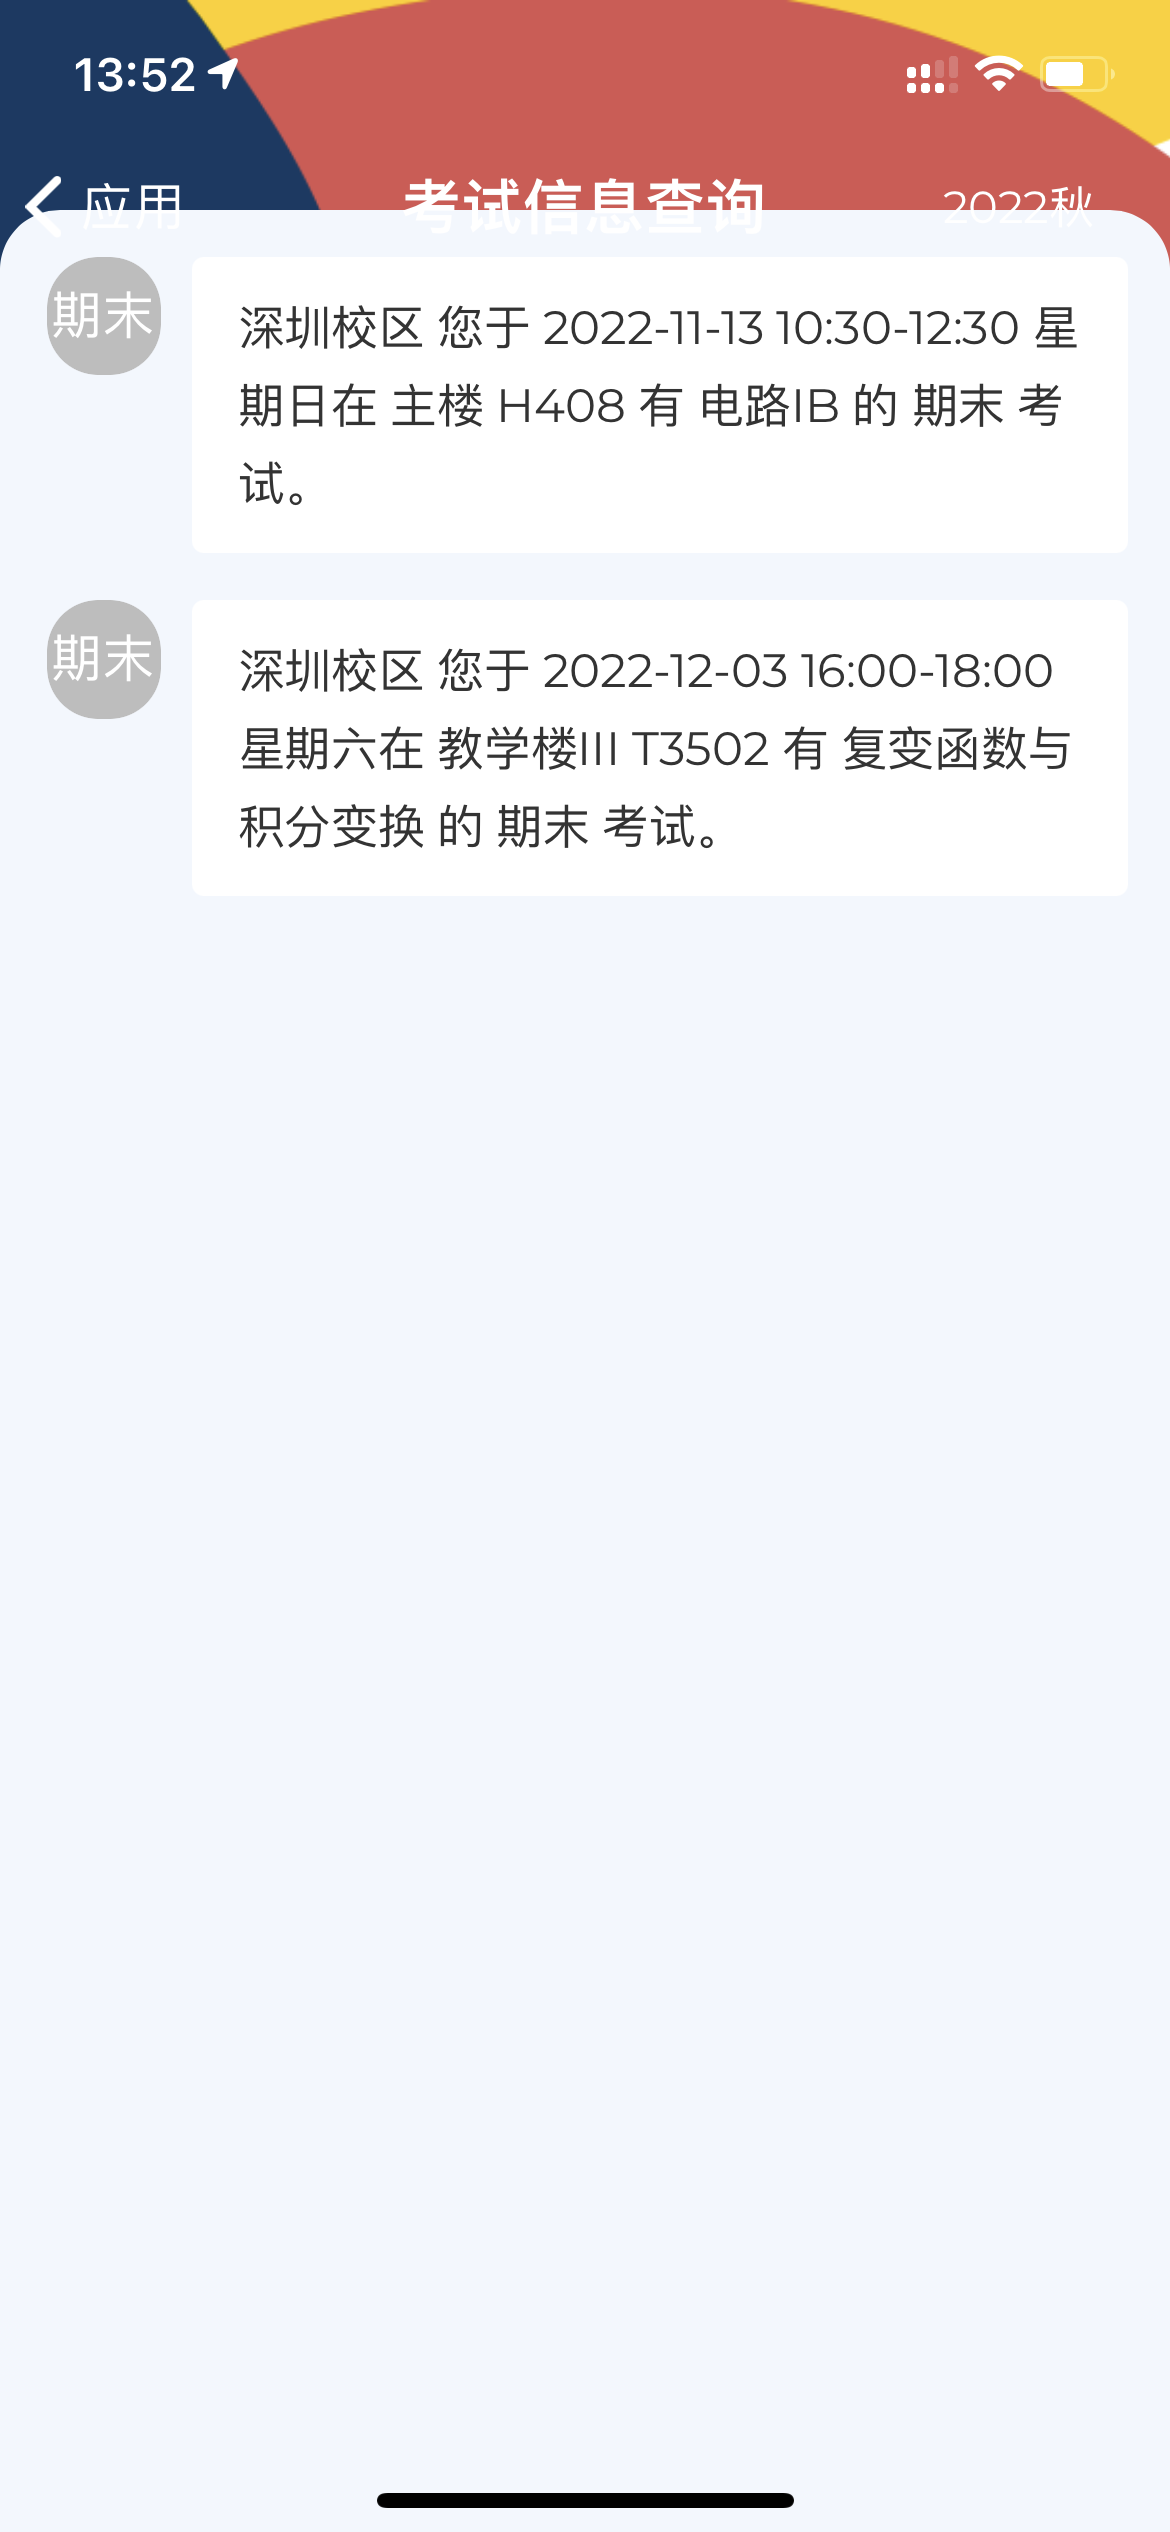 13:52
应用
考试信息查询
2022秋
期末
深圳校区 您于 2022-11-13 10:30-12:30 星
期日在 主楼 H408 有 电路IB 的 期末 考
试。
期末
深圳校区 您于 2022-12-03 16:00-18:00
星期六在 教学楼III T3502 有 复变函数与
积分变换 的 期末 考试。